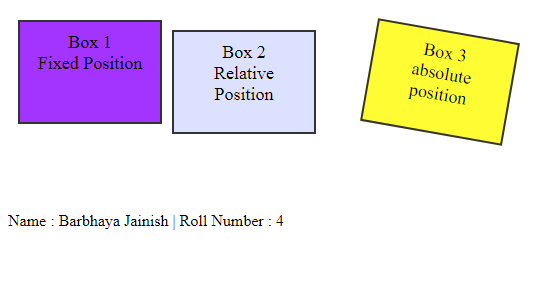 Box 1
Fixed Position
Box 2
Relative
Position
Box 3
absolute
position
Name : Barbhaya Jainish | Roll Number : 4